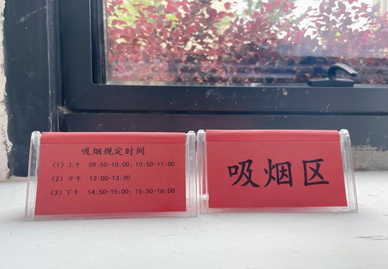 吸烟规定时间
(1) 上午 09:50-10:00; 10:50-11:00
(2) 中午 12:00-13:30
(3) 下午 14:50-15:00; 15:50-16:00
吸烟区